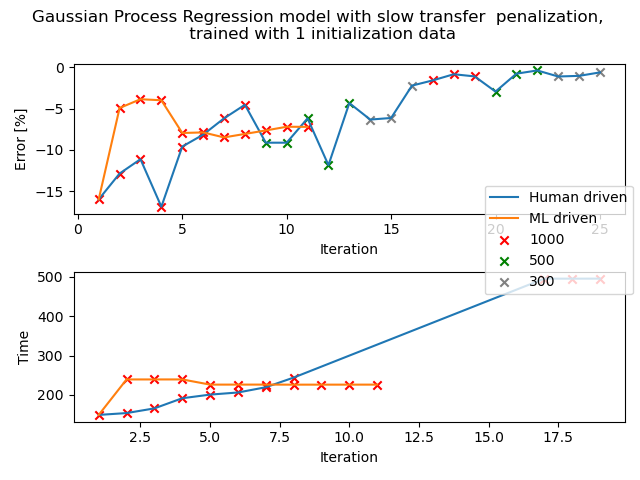 Gaussian Process Regression model with slow transfer  penalization,
trained with 1 initialization data
0
−5
−10
−15
Error [%]
0 5 10 15 20 25
Iteration
Human driven
ML driven
1000
500
300
500
400
300
200
Time
2.5 5.0 7.5 10.0 12.5 15.0 17.5
Iteration